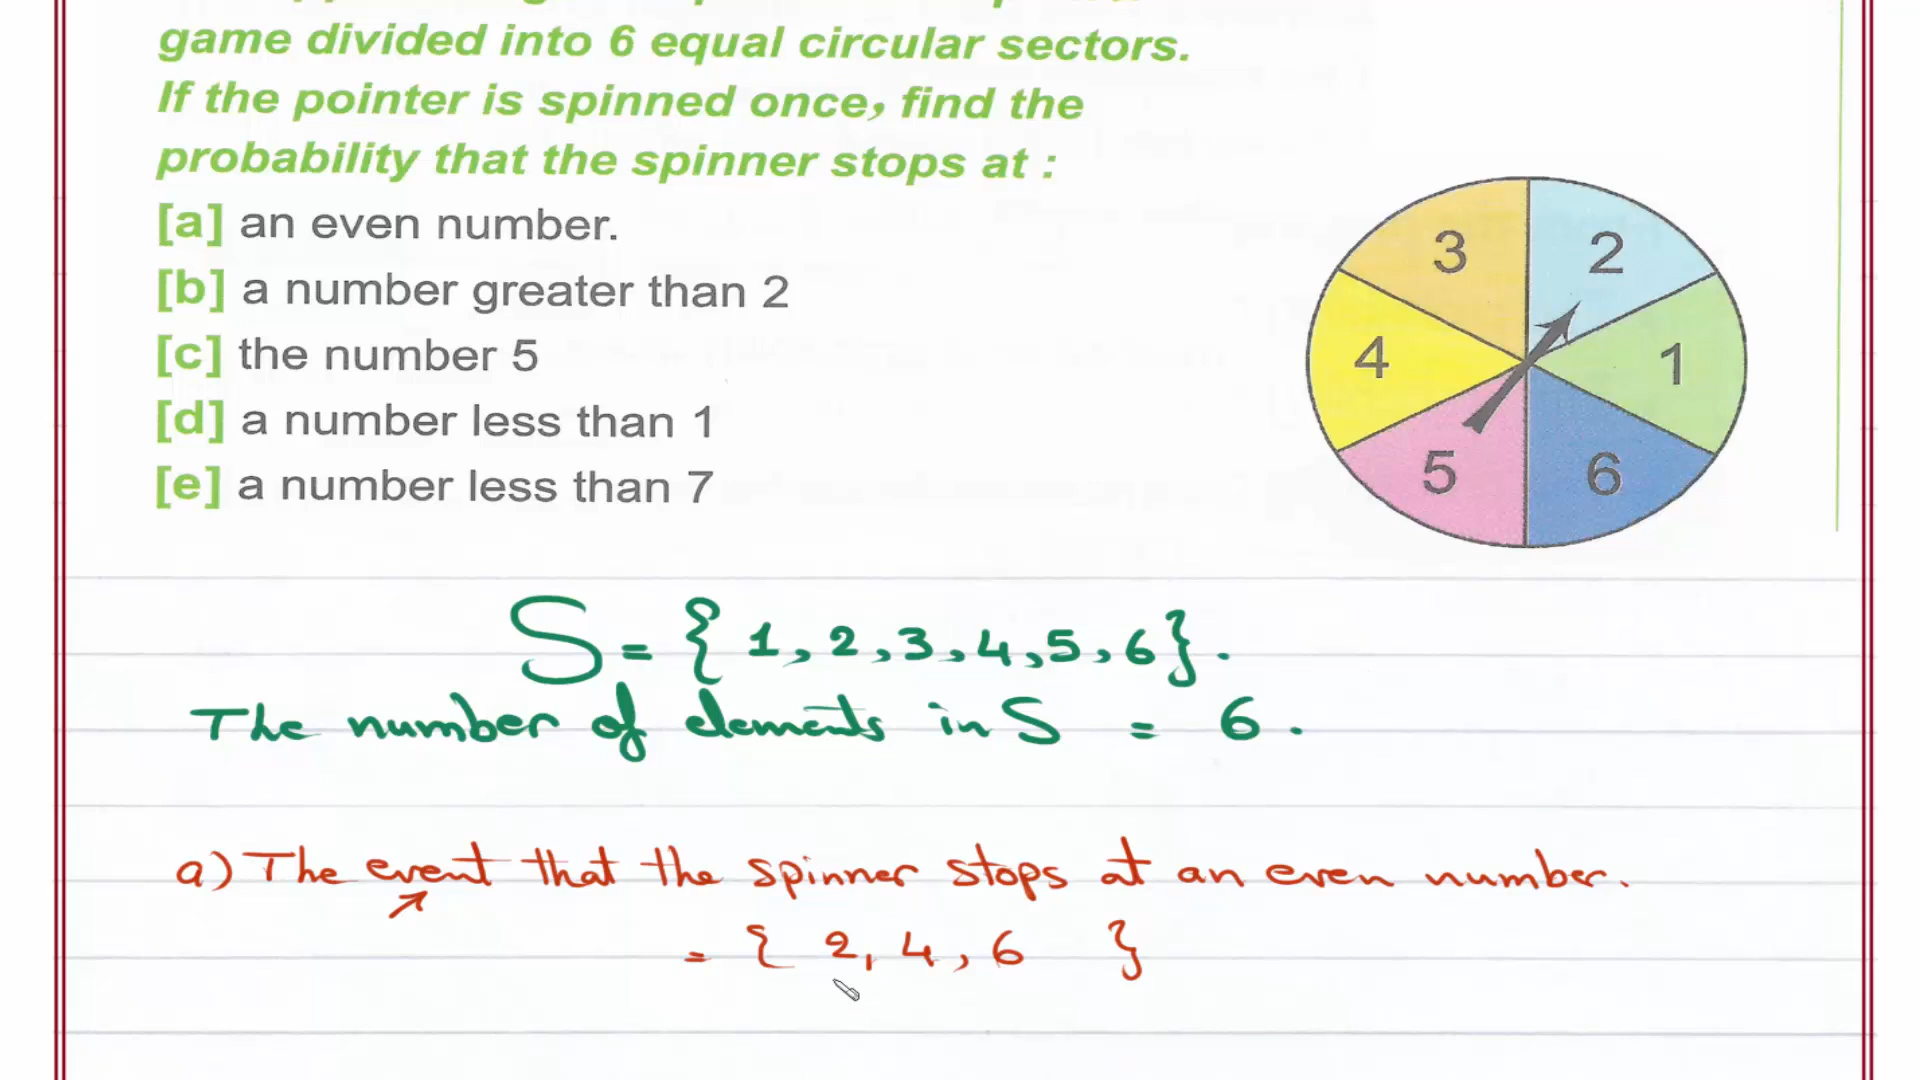 game divided into 6 equal circular sectors.
If the pointer is spinned once, find the
probability that the spinner stops at :
[a] an even number.
[b] a number greater than 2
[c] the number 5
[d] a number less than 1
[e] a number less than 7
3 2
4 1
5 6
S = { 1, 2, 3, 4, 5, 6 }.
The number of elements in S = 6.
a) The event that the spinner stops at an even number.
= { 2, 4, 6 }